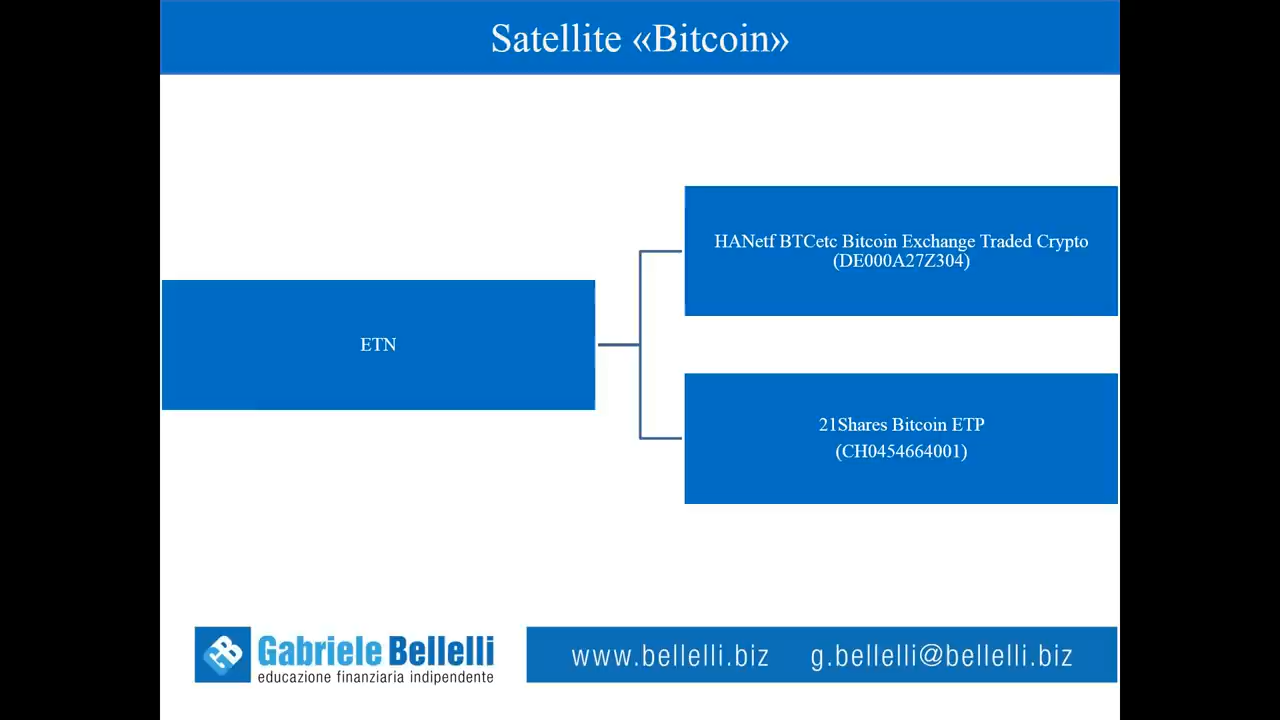 Satellite «Bitcoin»
HANetf BTCetc Bitcoin Exchange Traded Crypto
(DE000A27Z304)
ETN
21Shares Bitcoin ETP
(CH0454664001)
GB
Gabriele Bellelli
educazione finanziaria indipendente
www.bellelli.biz g.bellelli@bellelli.biz